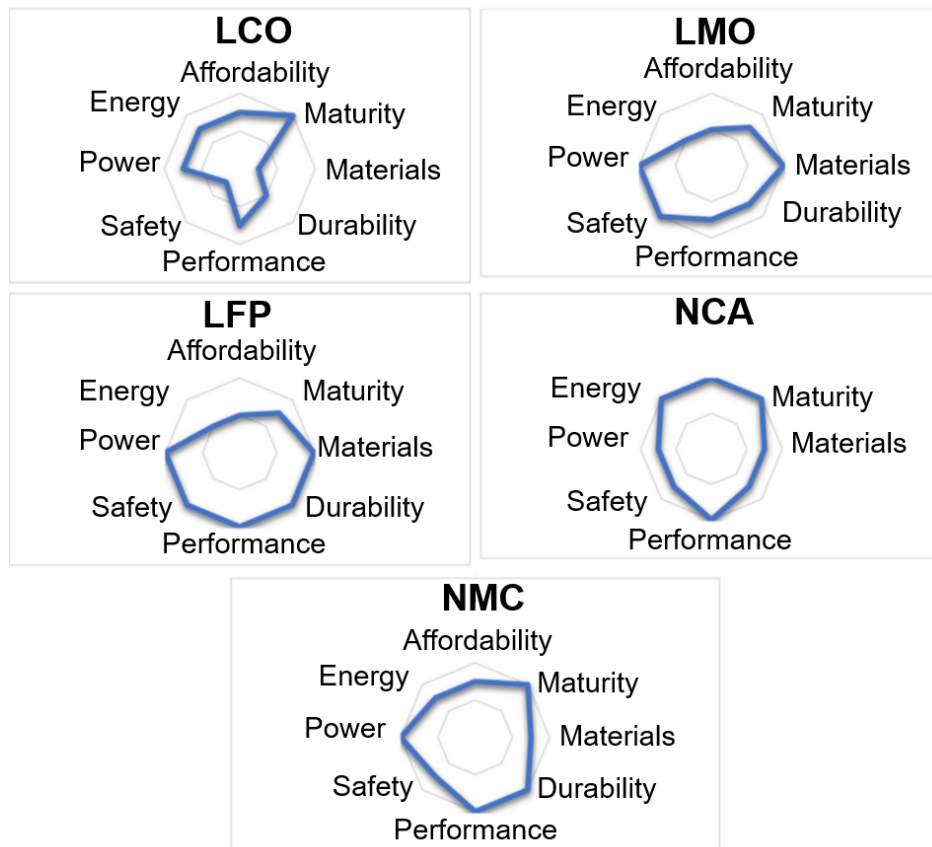 LCO
Affordability
Energy
Maturity
Power
Materials
Safety
Durability
Performance
LMO
Affordability
Maturity
Power
Materials
Safety
Durability
Performance
LFP
Affordability
Energy
Maturity
Power
Materials
Safety
Durability
Performance
NCA
Energy
Maturity
Power
Materials
Safety
Performance
NMC
Affordability
Energy
Maturity
Power
Materials
Safety
Durability
Performance